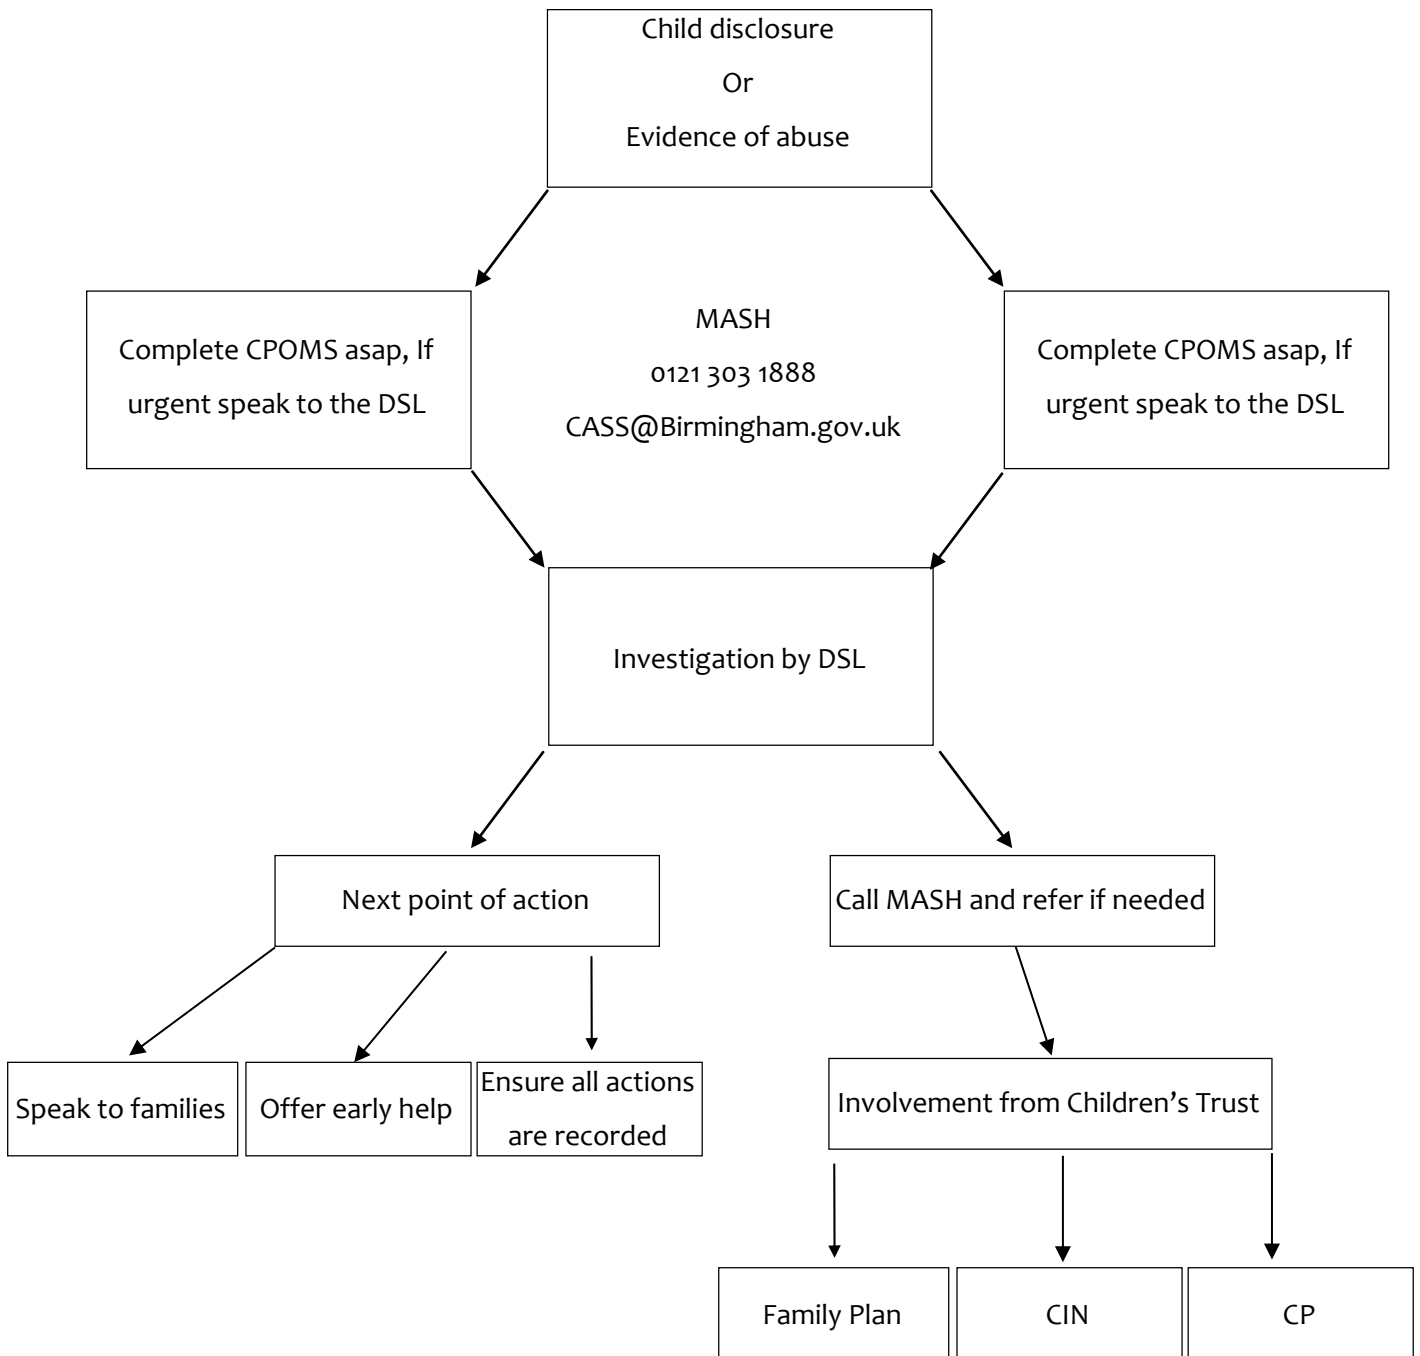 Child disclosure
Or
Evidence of abuse
Complete CPOMS asap, If
urgent speak to the DSL
MASH
0121 303 1888
CASS@Birmingham.gov.uk
Complete CPOMS asap, If
urgent speak to the DSL
Investigation by DSL
Next point of action
Call MASH and refer if needed
Speak to families
Offer early help
Ensure all actions
are recorded
Involvement from Children’s Trust
Family Plan
CIN
CP